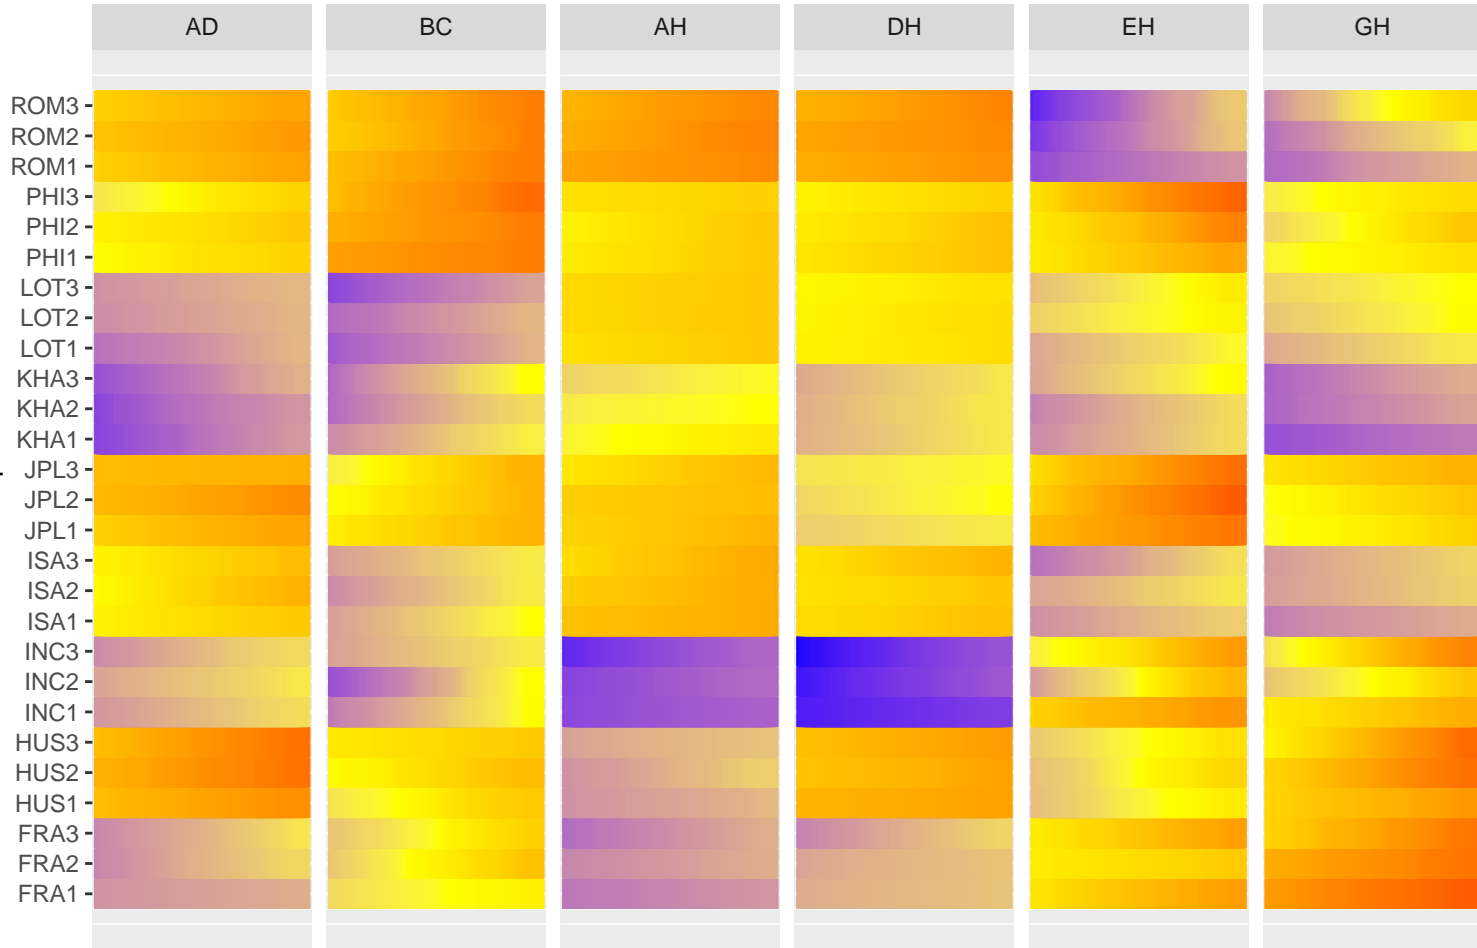 AD BC AH DH EH GH
ROM3
ROM2
ROM1
PHI3
PHI2
PHI1
LOT3
LOT2
LOT1
KHA3
KHA2
KHA1
JPL3
JPL2
JPL1
ISA3
ISA2
ISA1
INC3
INC2
INC1
HUS3
HUS2
HUS1
FRA3
FRA2
FRA1